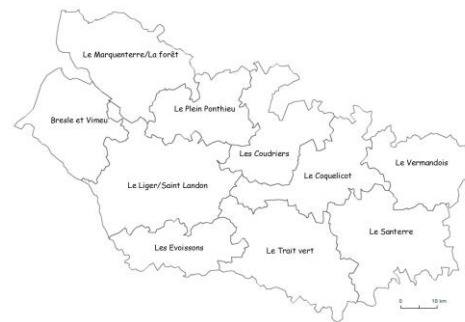 Le Marquenterre/La forêt
Le Plein Ponthieu
Bresle et Vimeu
Les Coudriers
Le Vermandois
Le Coquelicot
Le Liger/Saint Landon
Le Santerre
Les Evoissons
Le Trait vert
0 10 km